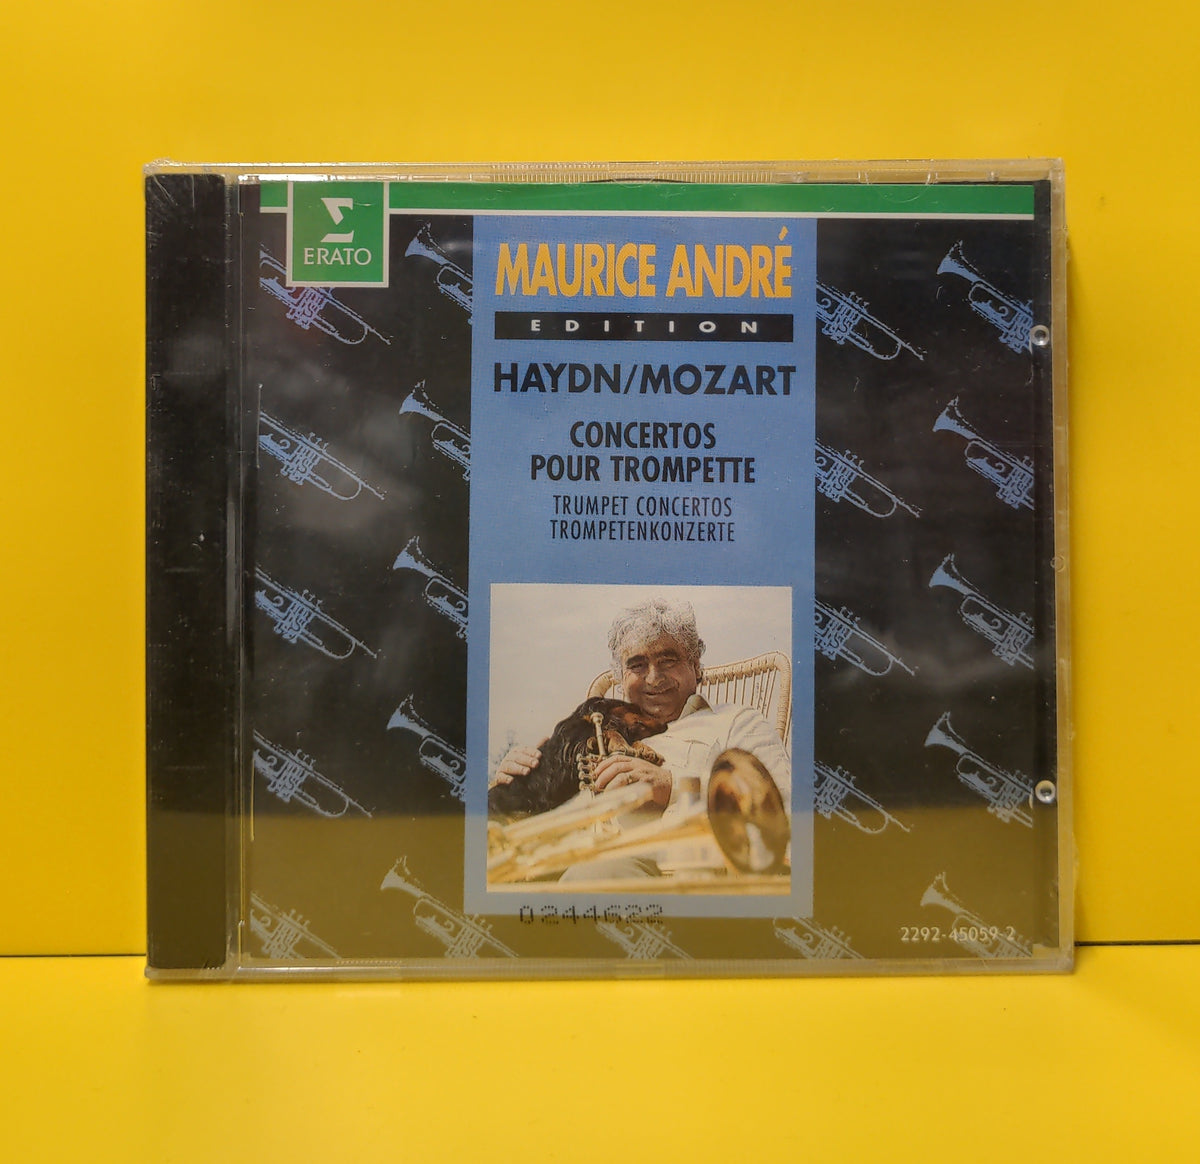 ERATO
MAURICE ANDRÉ
EDITION
HAYDN/MOZART
CONCERTOS
POUR TROMPETTE
TRUMPET CONCERTOS
TROMPETENKONZERTE
0244622
2292-45059-2